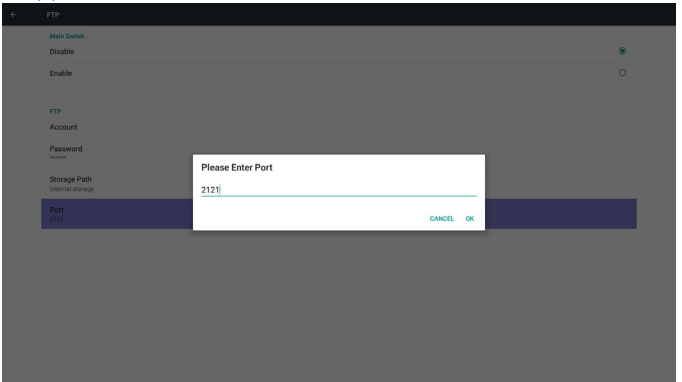 FTP
Main Switch
Disable
Enable
FTP
Account
Password
******
Storage Path
Internal storage
Port
2121
Please Enter Port
2121
CANCEL OK